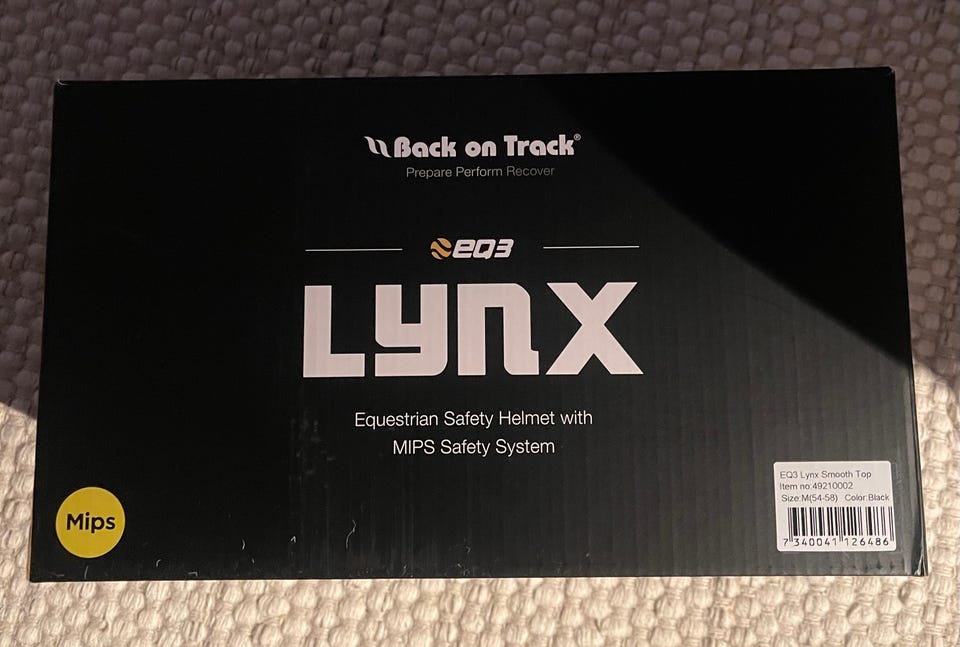 Back on Track®
Prepare Perform Recover
eQ3
Lynx
Equestrian Safety Helmet with
MIPS Safety System
Mips
EQ3 Lynx Smooth Top
Item no:49210002
Size:M(54-58) Color:Black
7 340041 126486